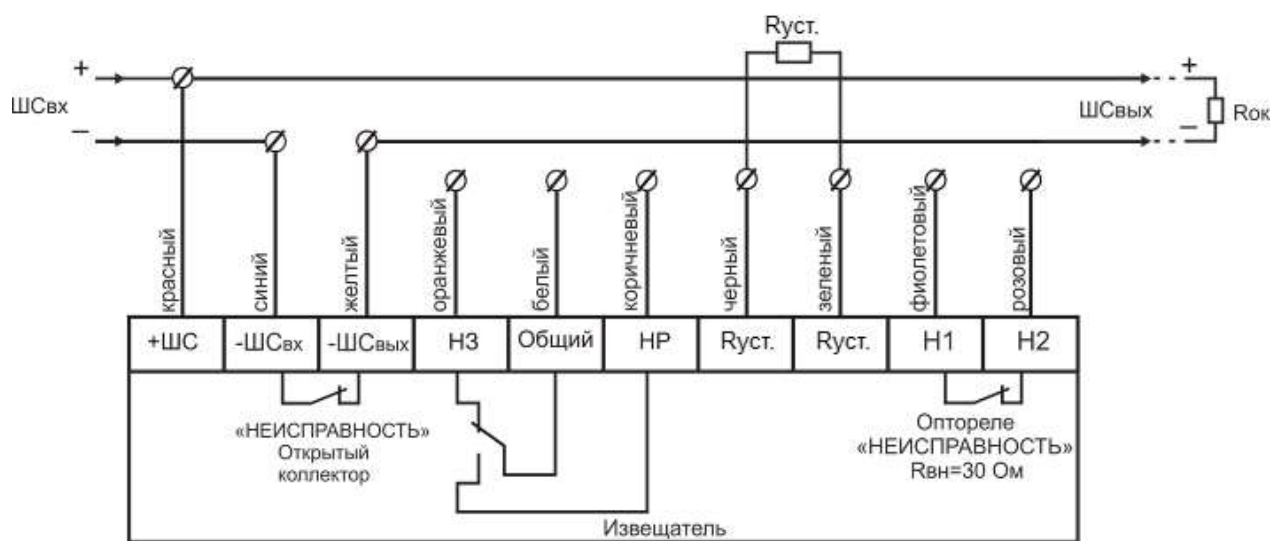 Rуст.
+
ШСвх
–
+
ШСвых
–
Rок
красный
синий
желтый
оранжевый
белый
коричневый
черный
зеленый
фиолетовый
розовый
+ШС
-ШСвх
-ШСвых
НЗ
Общий
НР
Rуст.
Rуст.
Н1
Н2
«НЕИСПРАВНОСТЬ»
Открытый
коллектор
Оптореле
«НЕИСПРАВНОСТЬ»
Rвн=30 Ом
Извещатель